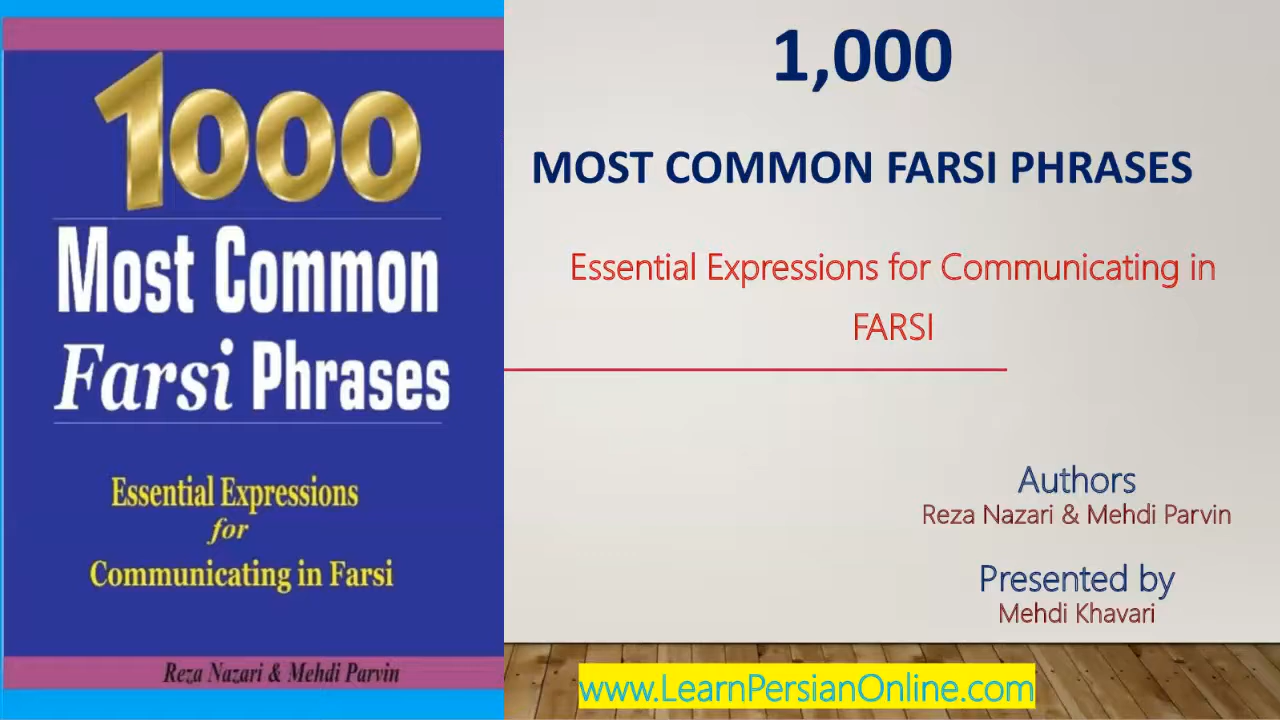 1000
Most Common
Farsi Phrases
Essential Expressions
for
Communicating in Farsi
Reza Nazari & Mehdi Parvin
1,000
MOST COMMON FARSI PHRASES
Essential Expressions for Communicating in
FARSI
Authors
Reza Nazari & Mehdi Parvin
Presented by
Mehdi Khavari
www.LearnPersianOnline.com